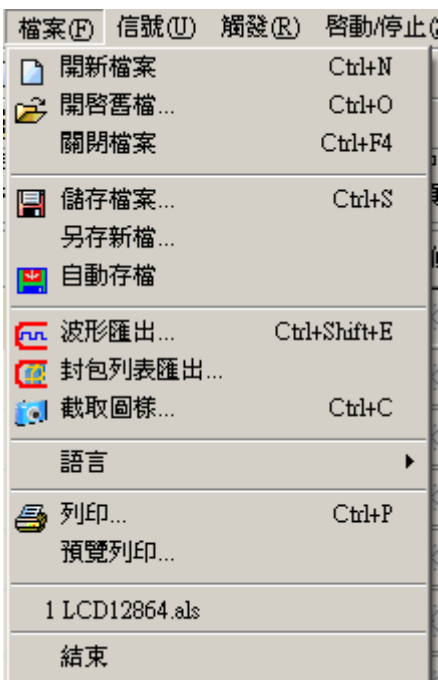 檔案(F) 信號(U) 觸發(R) 啓動/停止
開新檔案 Ctrl+N
開啓舊檔... Ctrl+O
關閉檔案 Ctrl+F4
儲存檔案... Ctrl+S
另存新檔...
自動存檔
波形匯出... Ctrl+Shift+E
封包列表匯出...
截取圖樣... Ctrl+C
語言
列印... Ctrl+P
預覽列印...
1 LCD12864.als
結束